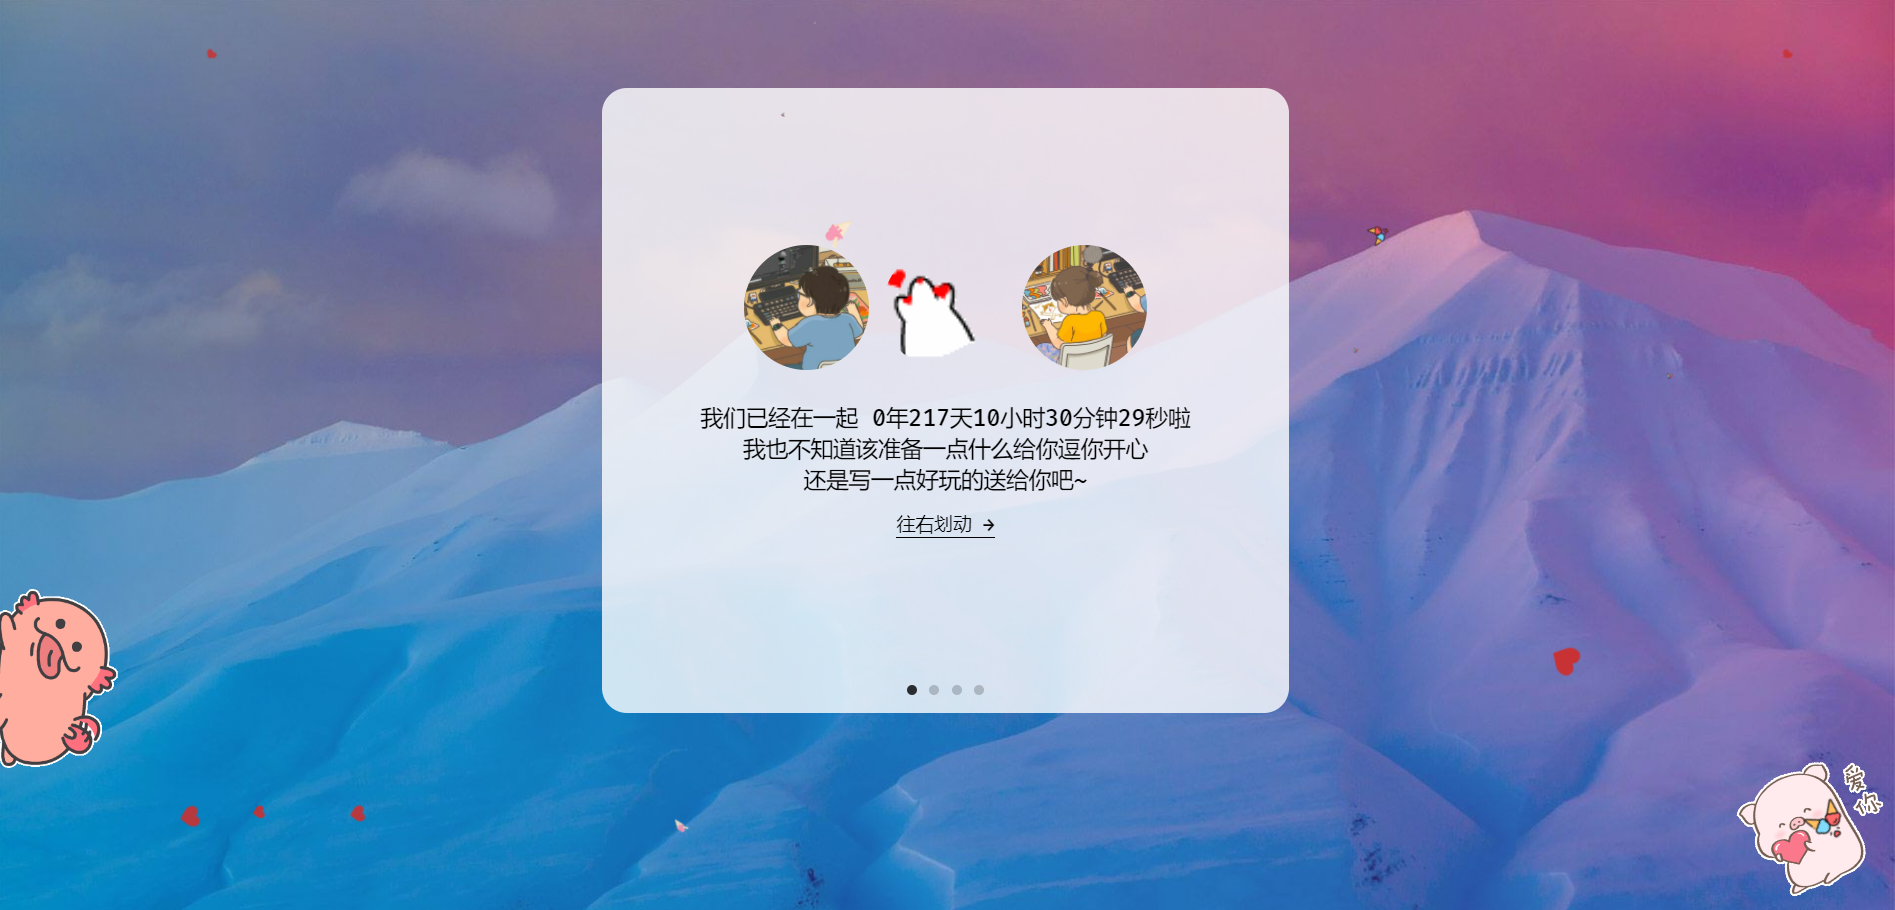 我们已经在一起 0年217天10小时30分钟29秒啦
我也不知道该准备一点什么给你逗你开心
还是写一点好玩的送给你吧~
往右划动 →
爱你